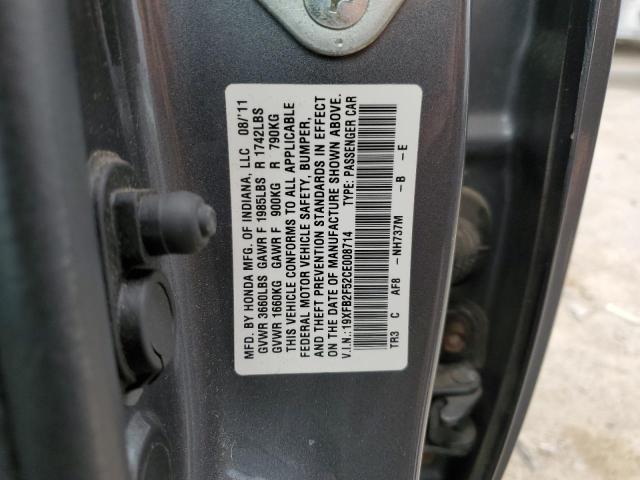 MFD. BY HONDA MFG. OF INDIANA, LLC 08/'11
GVWR 3660LBS GAWR F 1985LBS R 1742LBS
GVWR 1660KG GAWR F 900KG R 790KG
THIS VEHICLE CONFORMS TO ALL APPLICABLE
FEDERAL MOTOR VEHICLE SAFETY, BUMPER,
AND THEFT PREVENTION STANDARDS IN EFFECT
ON THE DATE OF MANUFACTURE SHOWN ABOVE.
V.I.N.:19XFB2F52CE008714 TYPE: PASSENGER CAR
TR3 C AF8 -NH737M -B -E